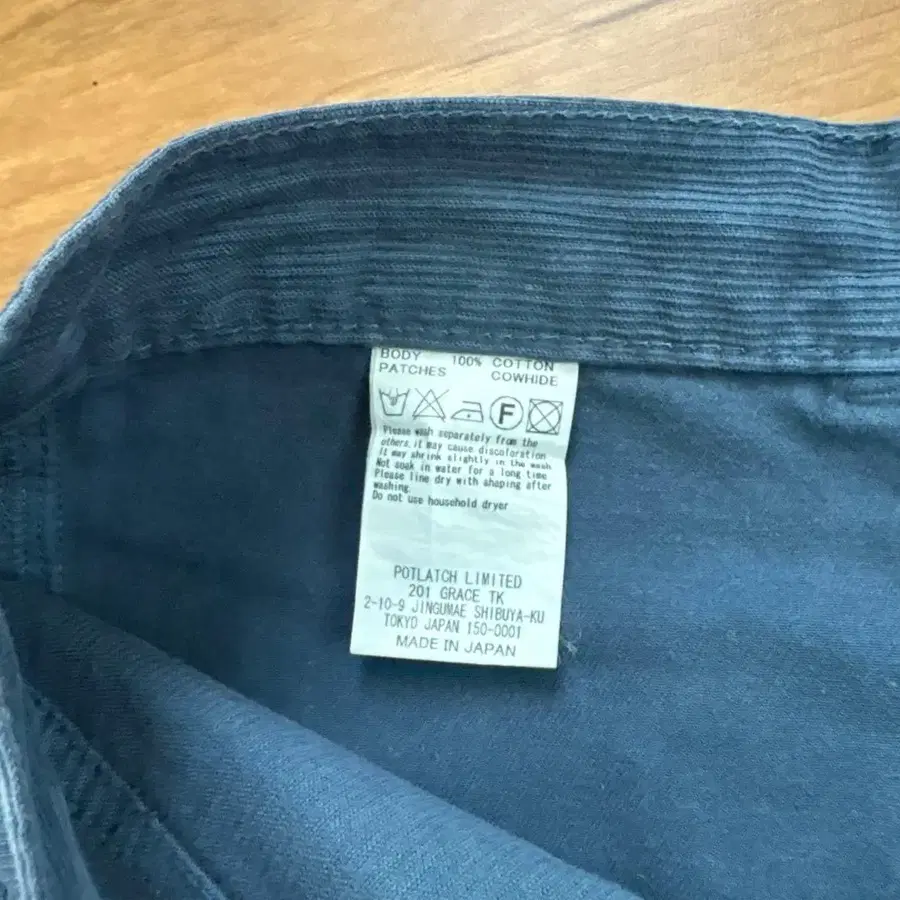 BODY 100% COTTON
PATCHES COWHIDE
F
Please wash separately from the
others, it may cause discoloration
It may shrink slightly in the wash
Not soak in water for a long time
Please line dry with shaping after
washing.
Do not use household dryer
POTLATCH LIMITED
201 GRACE TK
2-10-9 JINGUMAE SHIBUYA-KU
TOKYO JAPAN 150-0001
MADE IN JAPAN